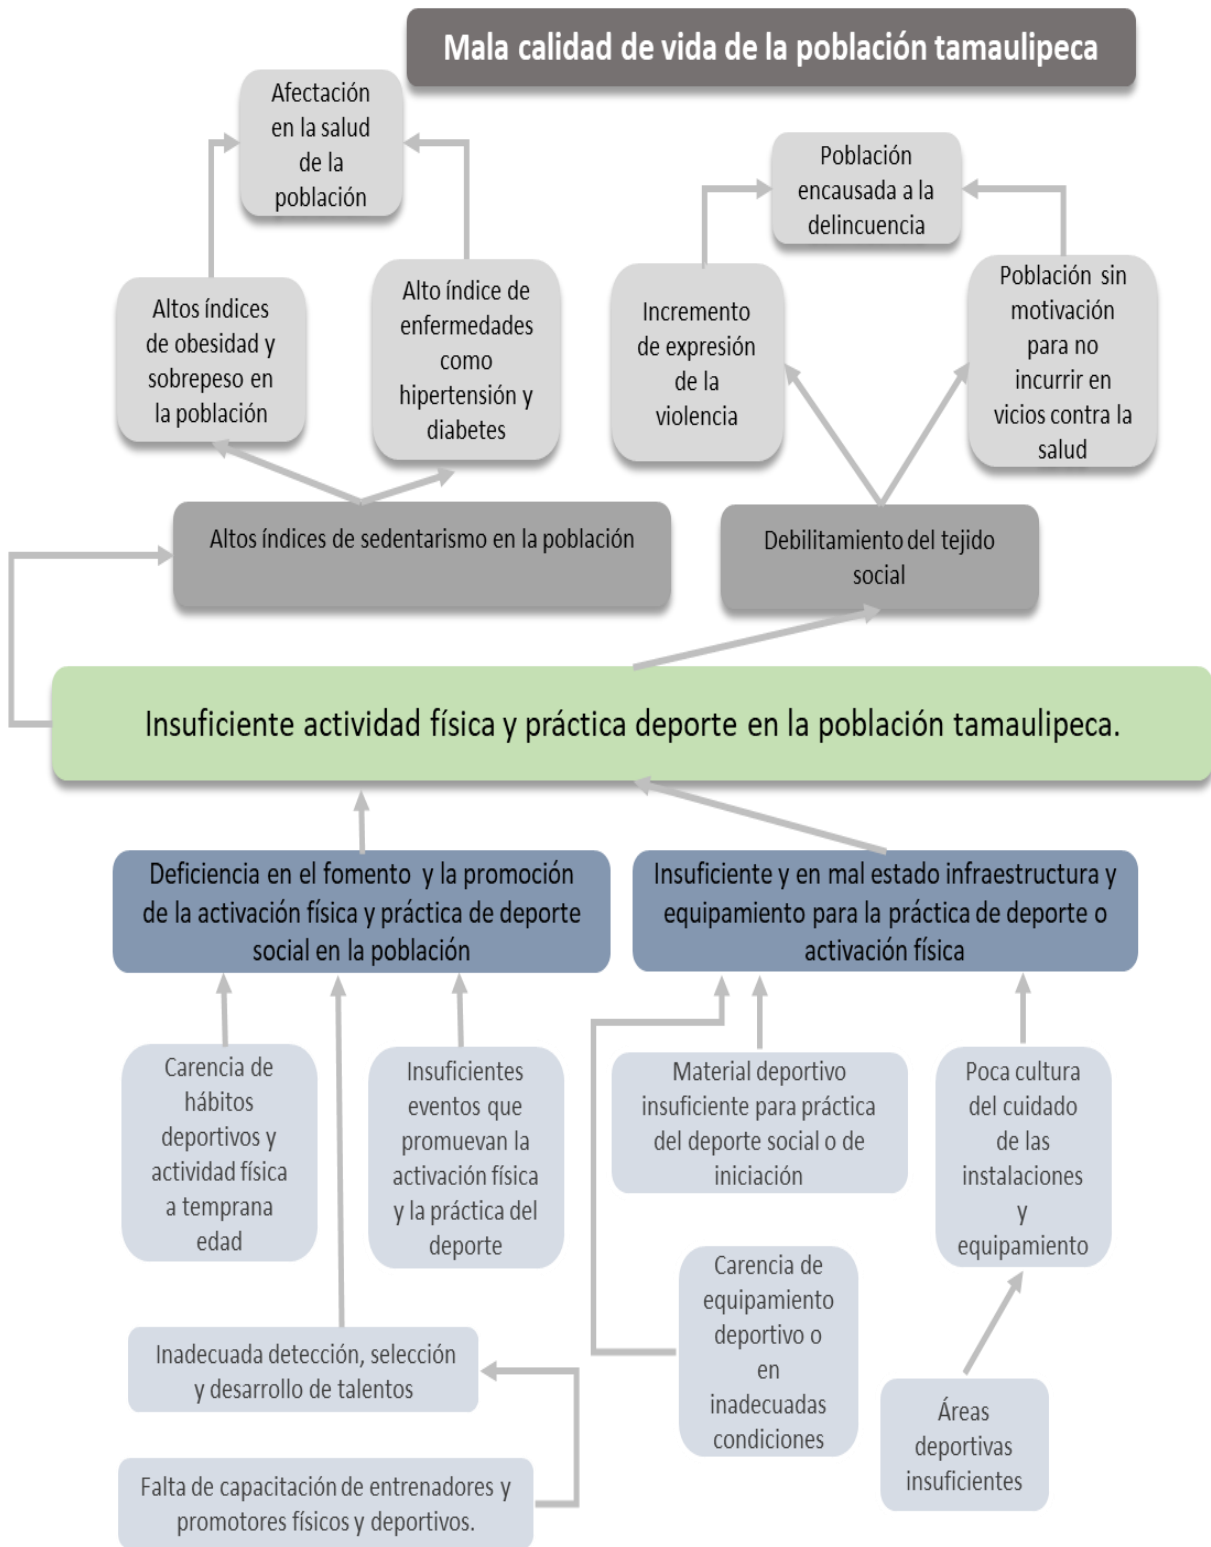 Mala calidad de vida de la población tamaulipeca
Afectación
en la salud
de la
población
Población
encausada a la
delincuencia
Altos índices
de obesidad y
sobrepeso en
la población
Alto índice de
enfermedades
como
hipertensión y
diabetes
Incremento
de expresión
de la
violencia
Población sin
motivación
para no
incurrir en
vicios contra la
salud
Altos índices de sedentarismo en la población
Debilitamiento del tejido
social
Insuficiente actividad física y práctica deporte en la población tamaulipeca.
Deficiencia en el fomento y la promoción
de la activación física y práctica de deporte
social en la población
Insuficiente y en mal estado infraestructura y
equipamiento para la práctica de deporte o
activación física
Carencia de
hábitos
deportivos y
actividad física
a temprana
edad
Insuficientes
eventos que
promuevan la
activación física
y la práctica del
deporte
Material deportivo
insuficiente para práctica
del deporte social o de
iniciación
Poca cultura
del cuidado
de las
instalaciones
y
equipamiento
Inadecuada detección, selección
y desarrollo de talentos
Carencia de
equipamiento
deportivo o
en
inadecuadas
condiciones
Áreas
deportivas
insuficientes
Falta de capacitación de entrenadores y
promotores físicos y deportivos.